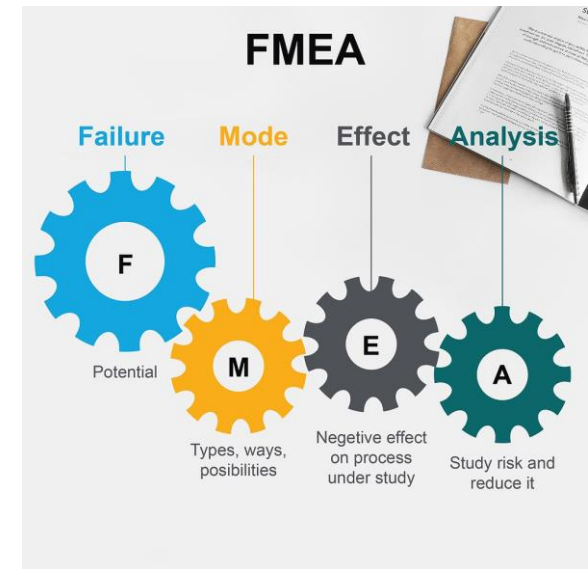 FMEA
Failure Mode Effect Analysis
F
M
E
A
Potential
Types, ways,
posibilities
Negetive effect
on process
under study
Study risk and
reduce it